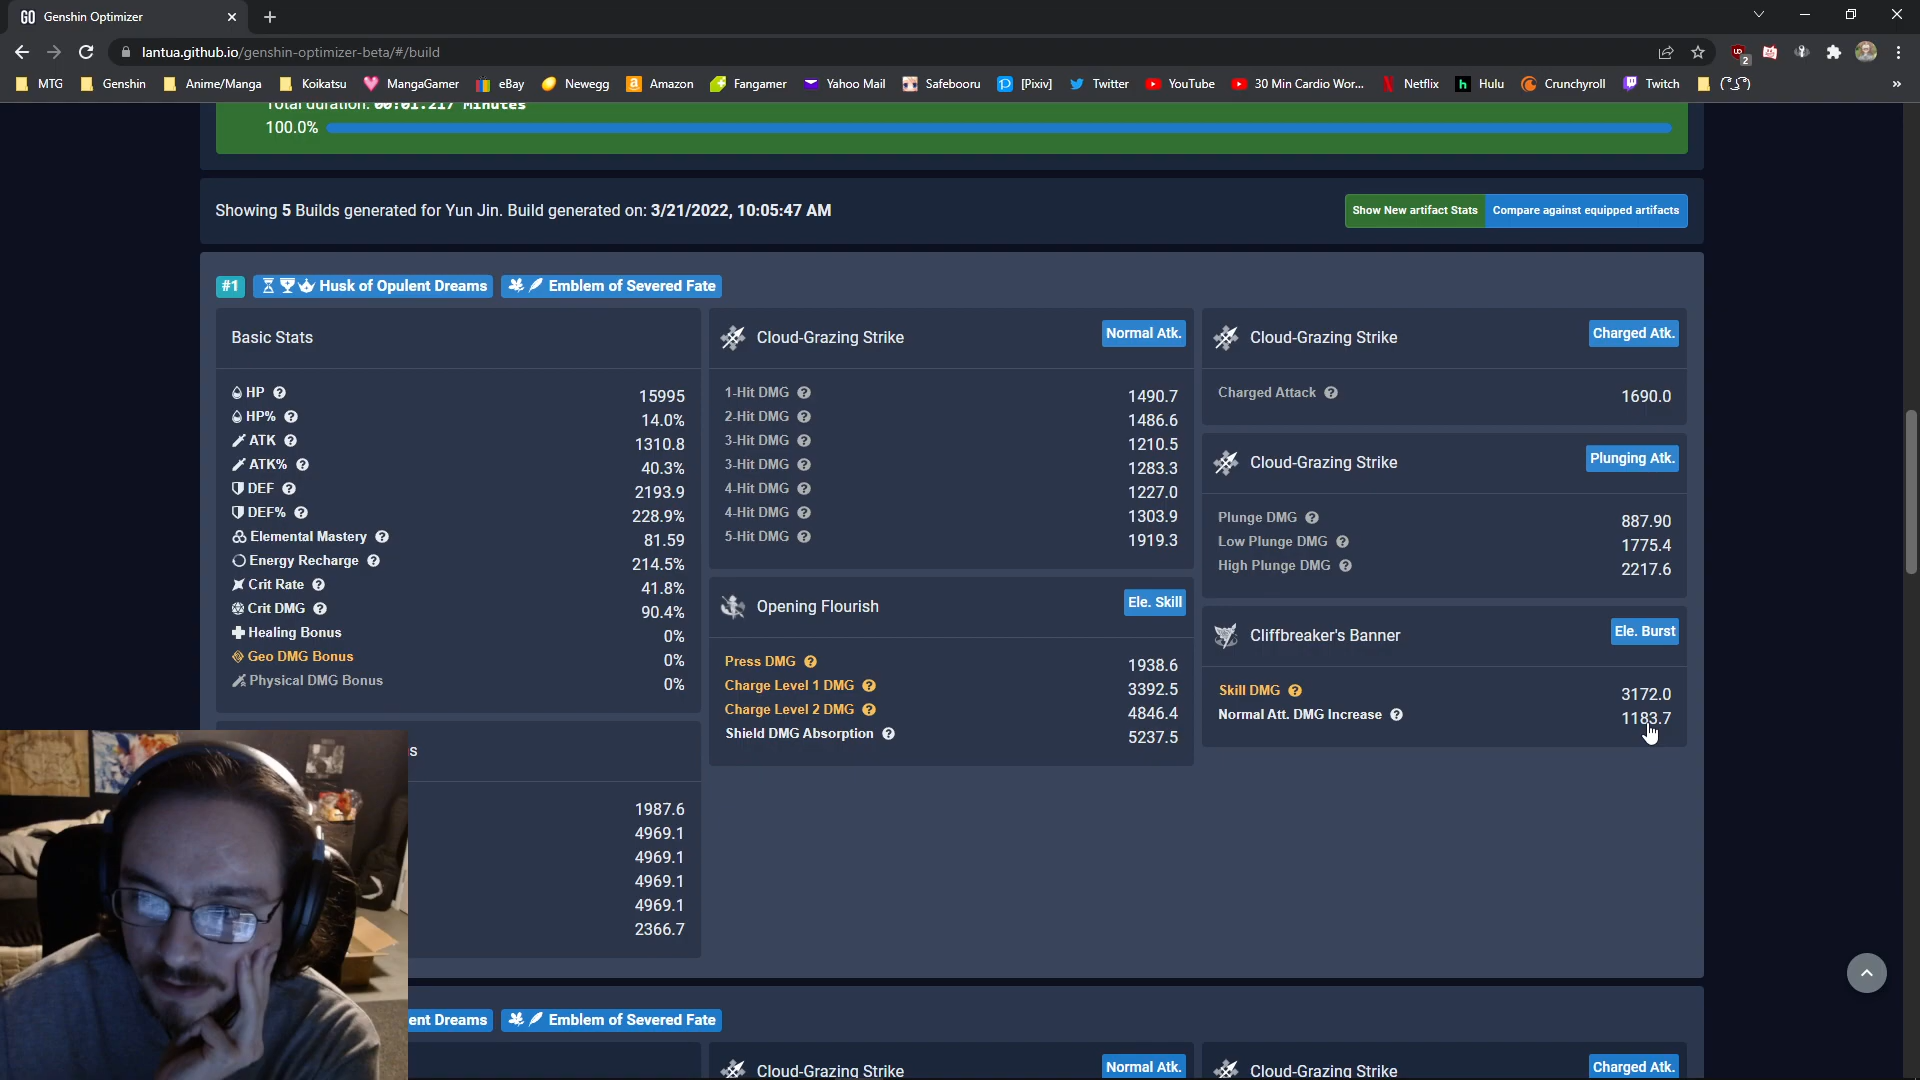 GO Genshin Optimizer
lantua.github.io/genshin-optimizer-beta/#/build
2
MTG Genshin Anime/Manga Koikatsu MangaGamer eBay Newegg Amazon Fangamer Yahoo Mail Safebooru [Pixiv] Twitter YouTube 30 Min Cardio Wor... Netflix Hulu Crunchyroll Twitch ( ͡° ͜ʖ ͡°) »
Total duration: 00:01.217 Minutes
100.0%
Showing 5 Builds generated for Yun Jin. Build generated on: 3/21/2022, 10:05:47 AM
Show New artifact Stats Compare against equipped artifacts
#1 Husk of Opulent Dreams Emblem of Severed Fate
Basic Stats
HP 15995
HP% 14.0%
ATK 1310.8
ATK% 40.3%
DEF 2193.9
DEF% 228.9%
Elemental Mastery 81.59
Energy Recharge 214.5%
Crit Rate 41.8%
Crit DMG 90.4%
Healing Bonus 0%
Geo DMG Bonus 0%
Physical DMG Bonus 0%
s
1987.6
4969.1
4969.1
4969.1
4969.1
2366.7
Cloud-Grazing Strike Normal Atk.
1-Hit DMG 1490.7
2-Hit DMG 1486.6
3-Hit DMG 1210.5
3-Hit DMG 1283.3
4-Hit DMG 1227.0
4-Hit DMG 1303.9
5-Hit DMG 1919.3
Opening Flourish Ele. Skill
Press DMG 1938.6
Charge Level 1 DMG 3392.5
Charge Level 2 DMG 4846.4
Shield DMG Absorption 5237.5
Cloud-Grazing Strike Charged Atk.
Charged Attack 1690.0
Cloud-Grazing Strike Plunging Atk.
Plunge DMG 887.90
Low Plunge DMG 1775.4
High Plunge DMG 2217.6
Cliffbreaker's Banner Ele. Burst
Skill DMG 3172.0
Normal Att. DMG Increase 1183.7
ent Dreams Emblem of Severed Fate
Cloud-Grazing Strike Normal Atk.
Cloud-Grazing Strike Charged Atk.